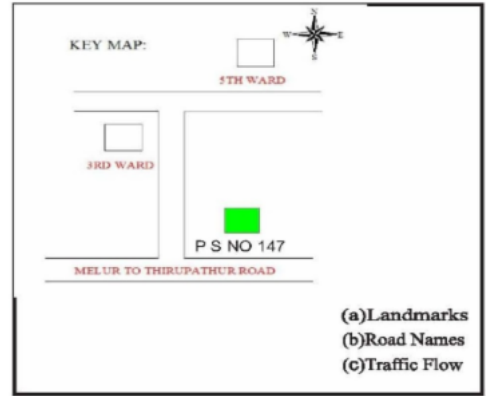 N
KEY MAP:
W
E
S
5TH WARD
3RD WARD
P S NO 147
MELUR TO THIRUPATHUR ROAD
(a)Landmarks
(b)Road Names
(c)Traffic Flow